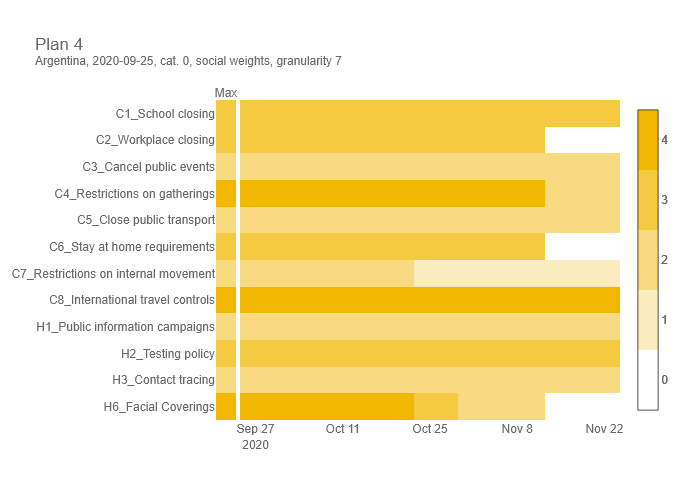 Plan 4
Argentina, 2020-09-25, cat. 0, social weights, granularity 7
Max
C1_School closing
C2_Workplace closing
C3_Cancel public events
C4_Restrictions on gatherings
C5_Close public transport
C6_Stay at home requirements
C7_Restrictions on internal movement
C8_International travel controls
H1_Public information campaigns
H2_Testing policy
H3_Contact tracing
H6_Facial Coverings
Sep 27 Oct 11 Oct 25 Nov 8 Nov 22
2020
4
3
2
1
0